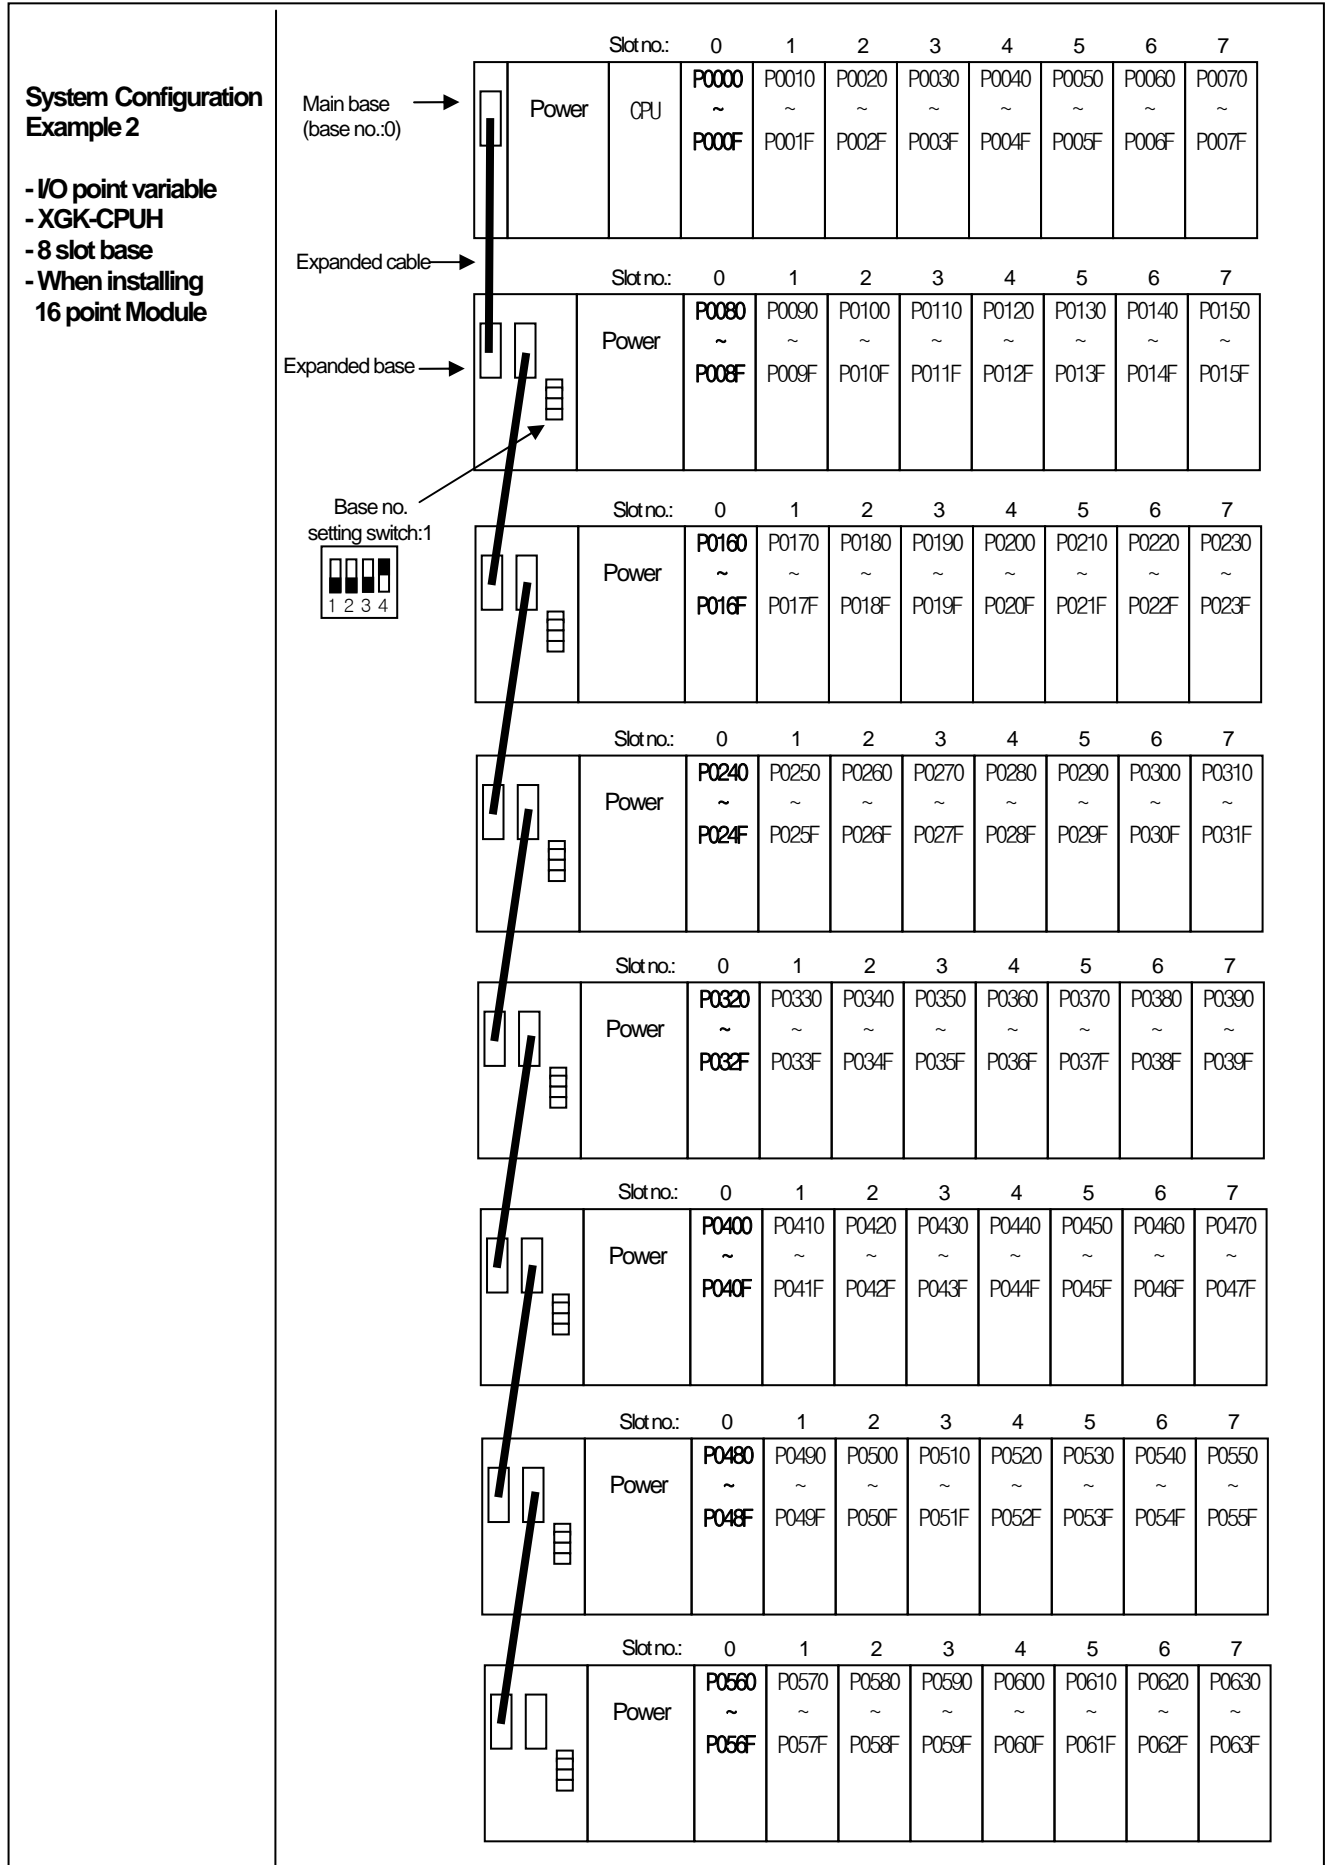 System Configuration
Example 2
- I/O point variable
- XGK-CPUH
- 8 slot base
- When installing
16 point Module
Slot no.: 0 1 2 3 4 5 6 7
Main base
(base no.:0)
Power CPU
P0000 P0010 P0020 P0030 P0040 P0050 P0060 P0070
~ ~ ~ ~ ~ ~ ~ ~
P000F P001F P002F P003F P004F P005F P006F P007F
Expanded cable
Slot no.: 0 1 2 3 4 5 6 7
Expanded base
Power
P0080 P0090 P0100 P0110 P0120 P0130 P0140 P0150
~ ~ ~ ~ ~ ~ ~ ~
P008F P009F P010F P011F P012F P013F P014F P015F
Base no.
setting switch:1
1 2 3 4
Slot no.: 0 1 2 3 4 5 6 7
Power
P0160 P0170 P0180 P0190 P0200 P0210 P0220 P0230
~ ~ ~ ~ ~ ~ ~ ~
P016F P017F P018F P019F P020F P021F P022F P023F
Slot no.: 0 1 2 3 4 5 6 7
Power
P0240 P0250 P0260 P0270 P0280 P0290 P0300 P0310
~ ~ ~ ~ ~ ~ ~ ~
P024F P025F P026F P027F P028F P029F P030F P031F
Slot no.: 0 1 2 3 4 5 6 7
Power
P0320 P0330 P0340 P0350 P0360 P0370 P0380 P0390
~ ~ ~ ~ ~ ~ ~ ~
P032F P033F P034F P035F P036F P037F P038F P039F
Slot no.: 0 1 2 3 4 5 6 7
Power
P0400 P0410 P0420 P0430 P0440 P0450 P0460 P0470
~ ~ ~ ~ ~ ~ ~ ~
P040F P041F P042F P043F P044F P045F P046F P047F
Slot no.: 0 1 2 3 4 5 6 7
Power
P0480 P0490 P0500 P0510 P0520 P0530 P0540 P0550
~ ~ ~ ~ ~ ~ ~ ~
P048F P049F P050F P051F P052F P053F P054F P055F
Slot no.: 0 1 2 3 4 5 6 7
Power
P0560 P0570 P0580 P0590 P0600 P0610 P0620 P0630
~ ~ ~ ~ ~ ~ ~ ~
P056F P057F P058F P059F P060F P061F P062F P063F